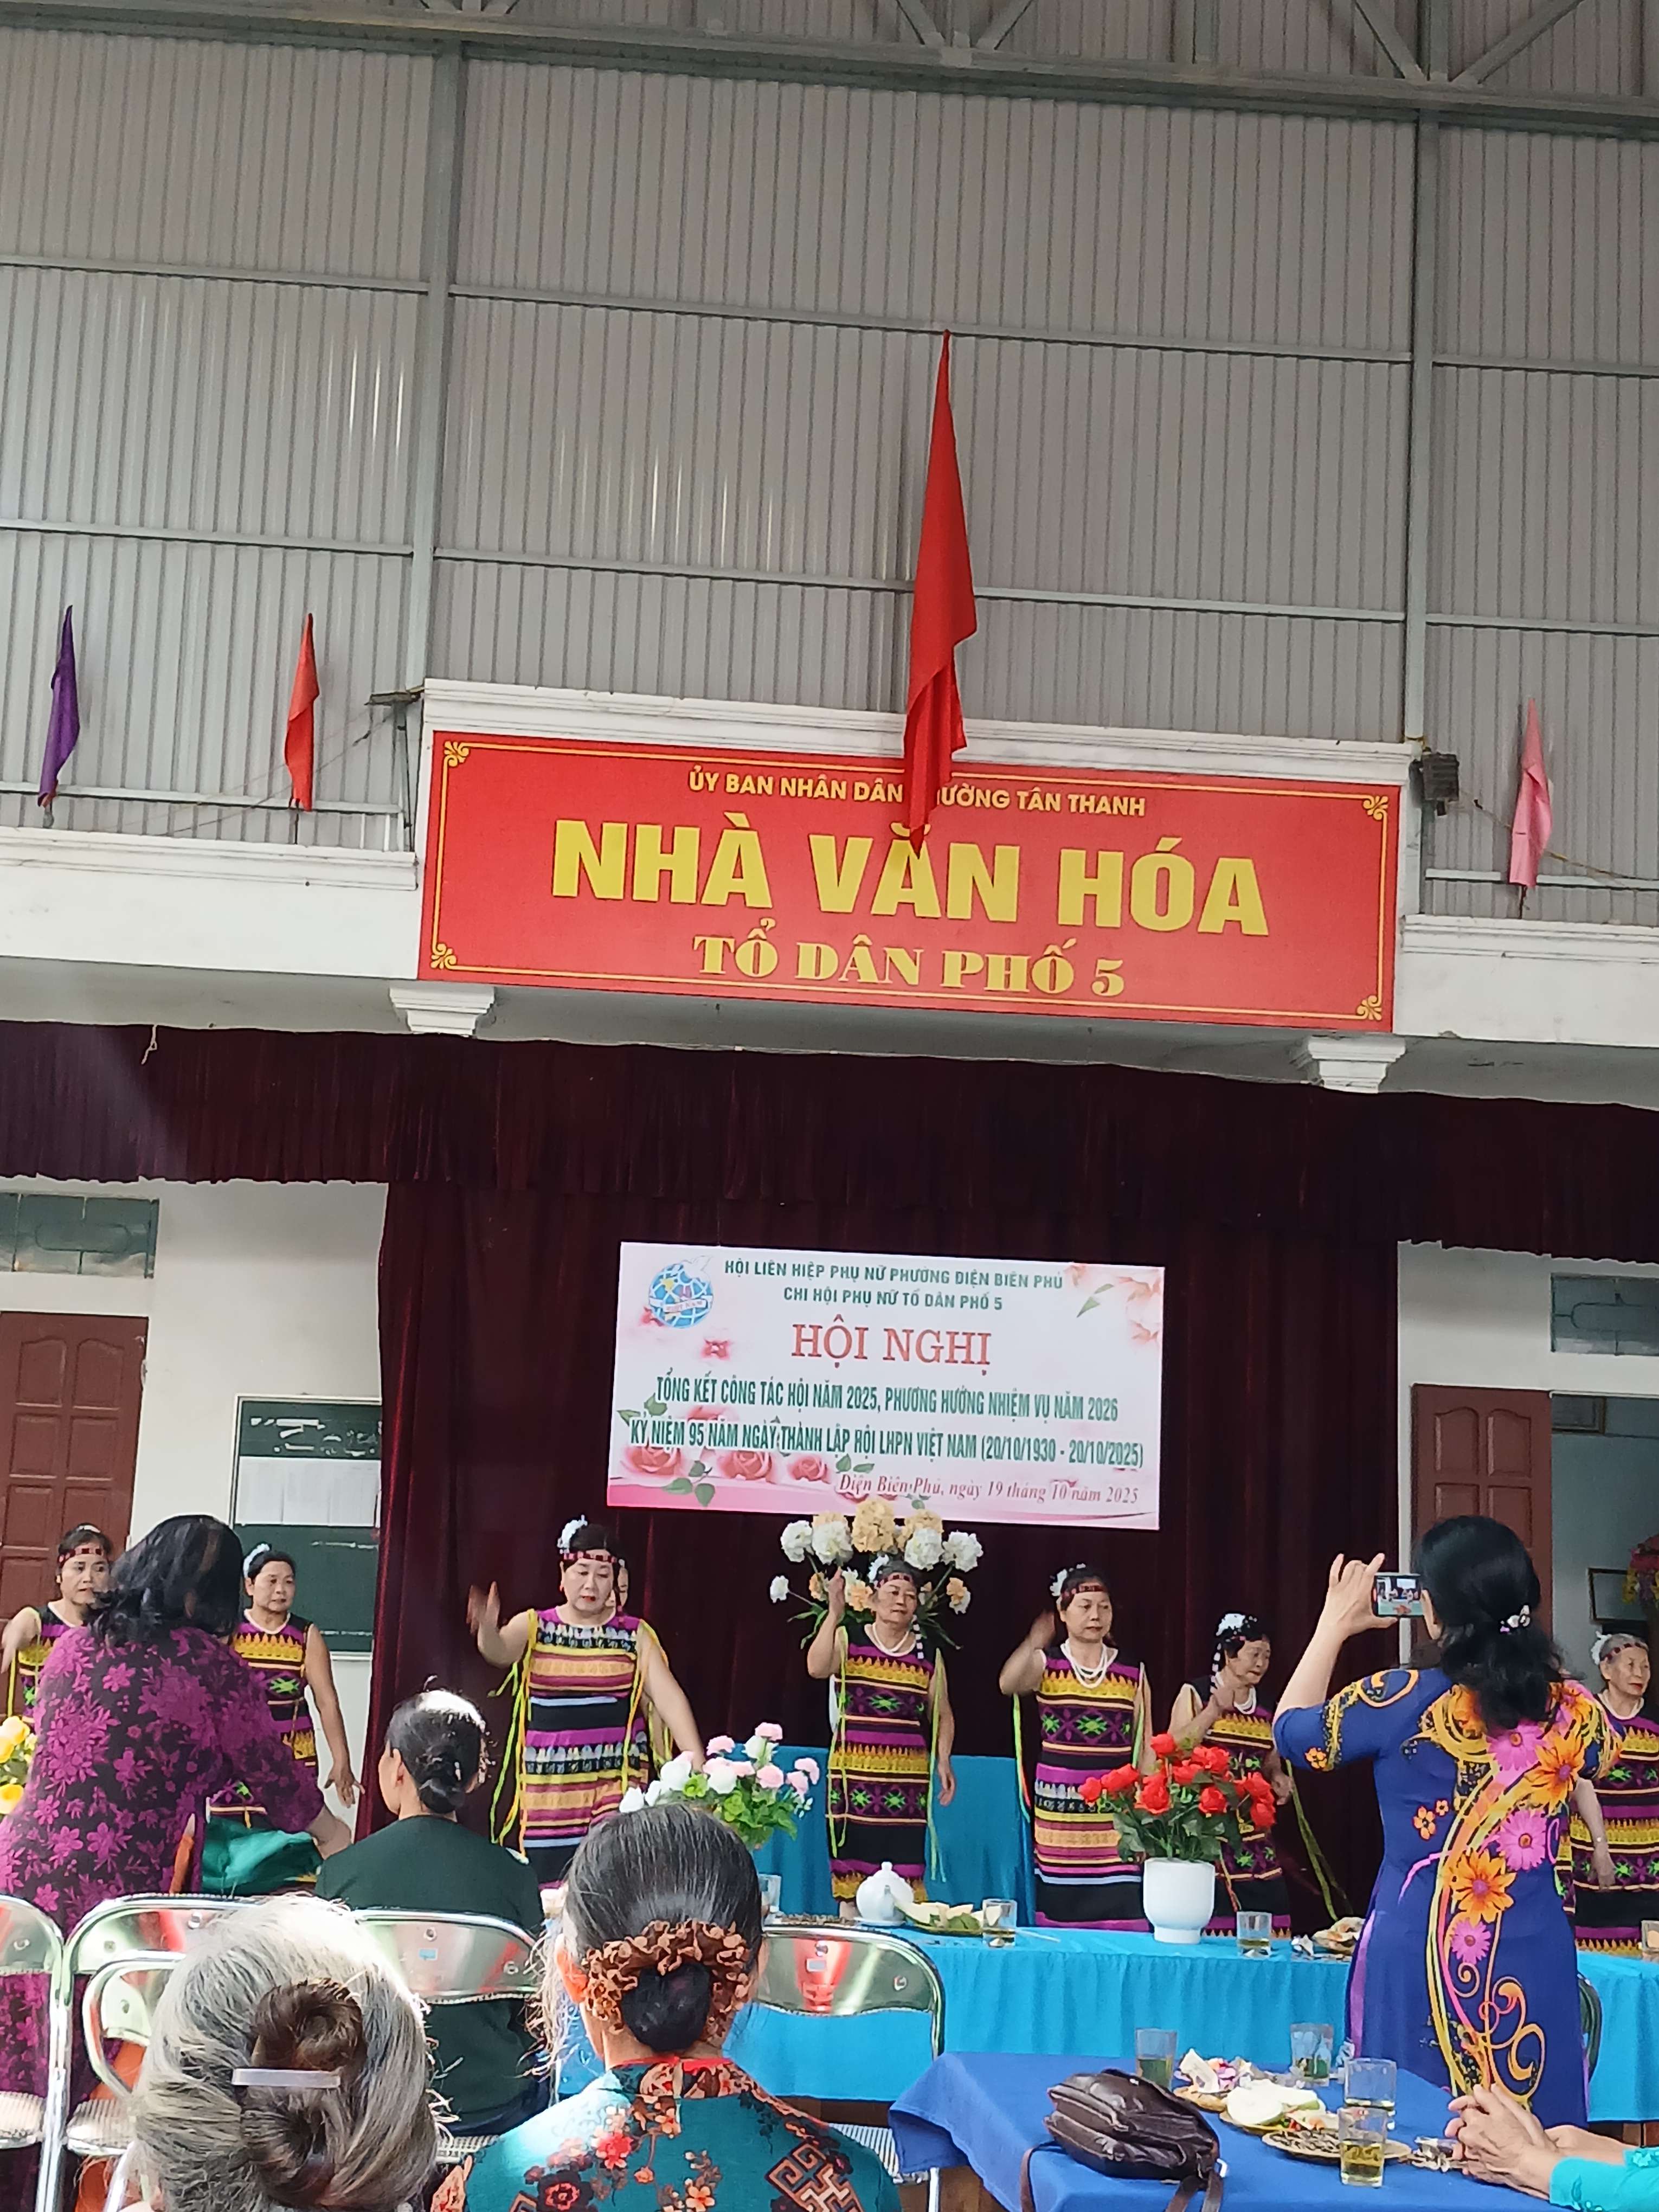 ỦY BAN NHÂN DÂN ƯỜNG TÂN THANH
NHÀ VĂN HÓA
TỔ DÂN PHỐ 5
HỘI LIÊN HIỆP PHỤ NỮ PHƯỜNG ĐIỆN BIÊN PHỦ
CHI HỘI PHỤ NỮ TỔ DÂN PHỐ 5
HỘI NGHỊ
TỔNG KẾT CÔNG TÁC HỘI NĂM 2025, PHƯƠNG HƯỚNG NHIỆM VỤ NĂM 2026
KỶ NIỆM 95 NĂM NGÀY THÀNH LẬP HỘI LHPN VIỆT NAM (20/10/1930 - 20/10/2025)
Điện Biên Phủ, ngày 19 tháng 10 năm 2025